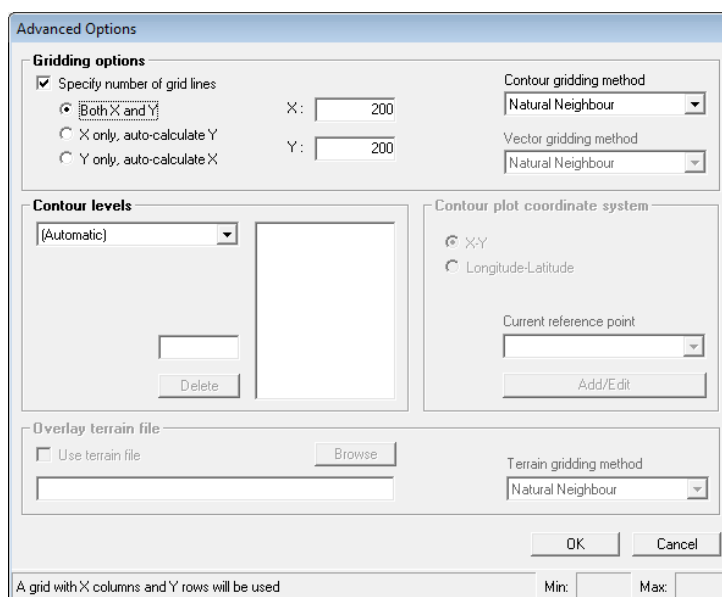 Advanced Options
Gridding options
Specify number of grid lines
Both X and Y
X only, auto-calculate Y
Y only, auto-calculate X
X: 200
Y: 200
Contour gridding method
Natural Neighbour
Vector gridding method
Natural Neighbour
Contour levels
(Automatic)
Delete
Contour plot coordinate system
X-Y
Longitude-Latitude
Current reference point
Add/Edit
Overlay terrain file
Use terrain file
Browse
Terrain gridding method
Natural Neighbour
OK
Cancel
A grid with X columns and Y rows will be used
Min:
Max: